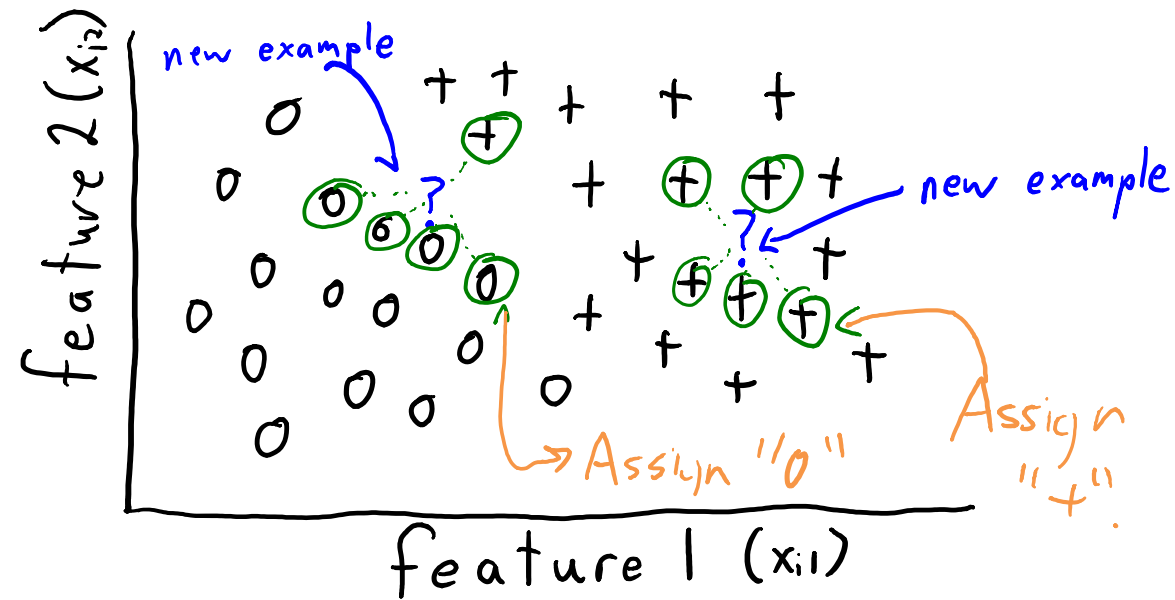 feature 2 (xi2)
new example
?
?
new example
Assign "0"
Assign
"+".
feature 1 (xi1)